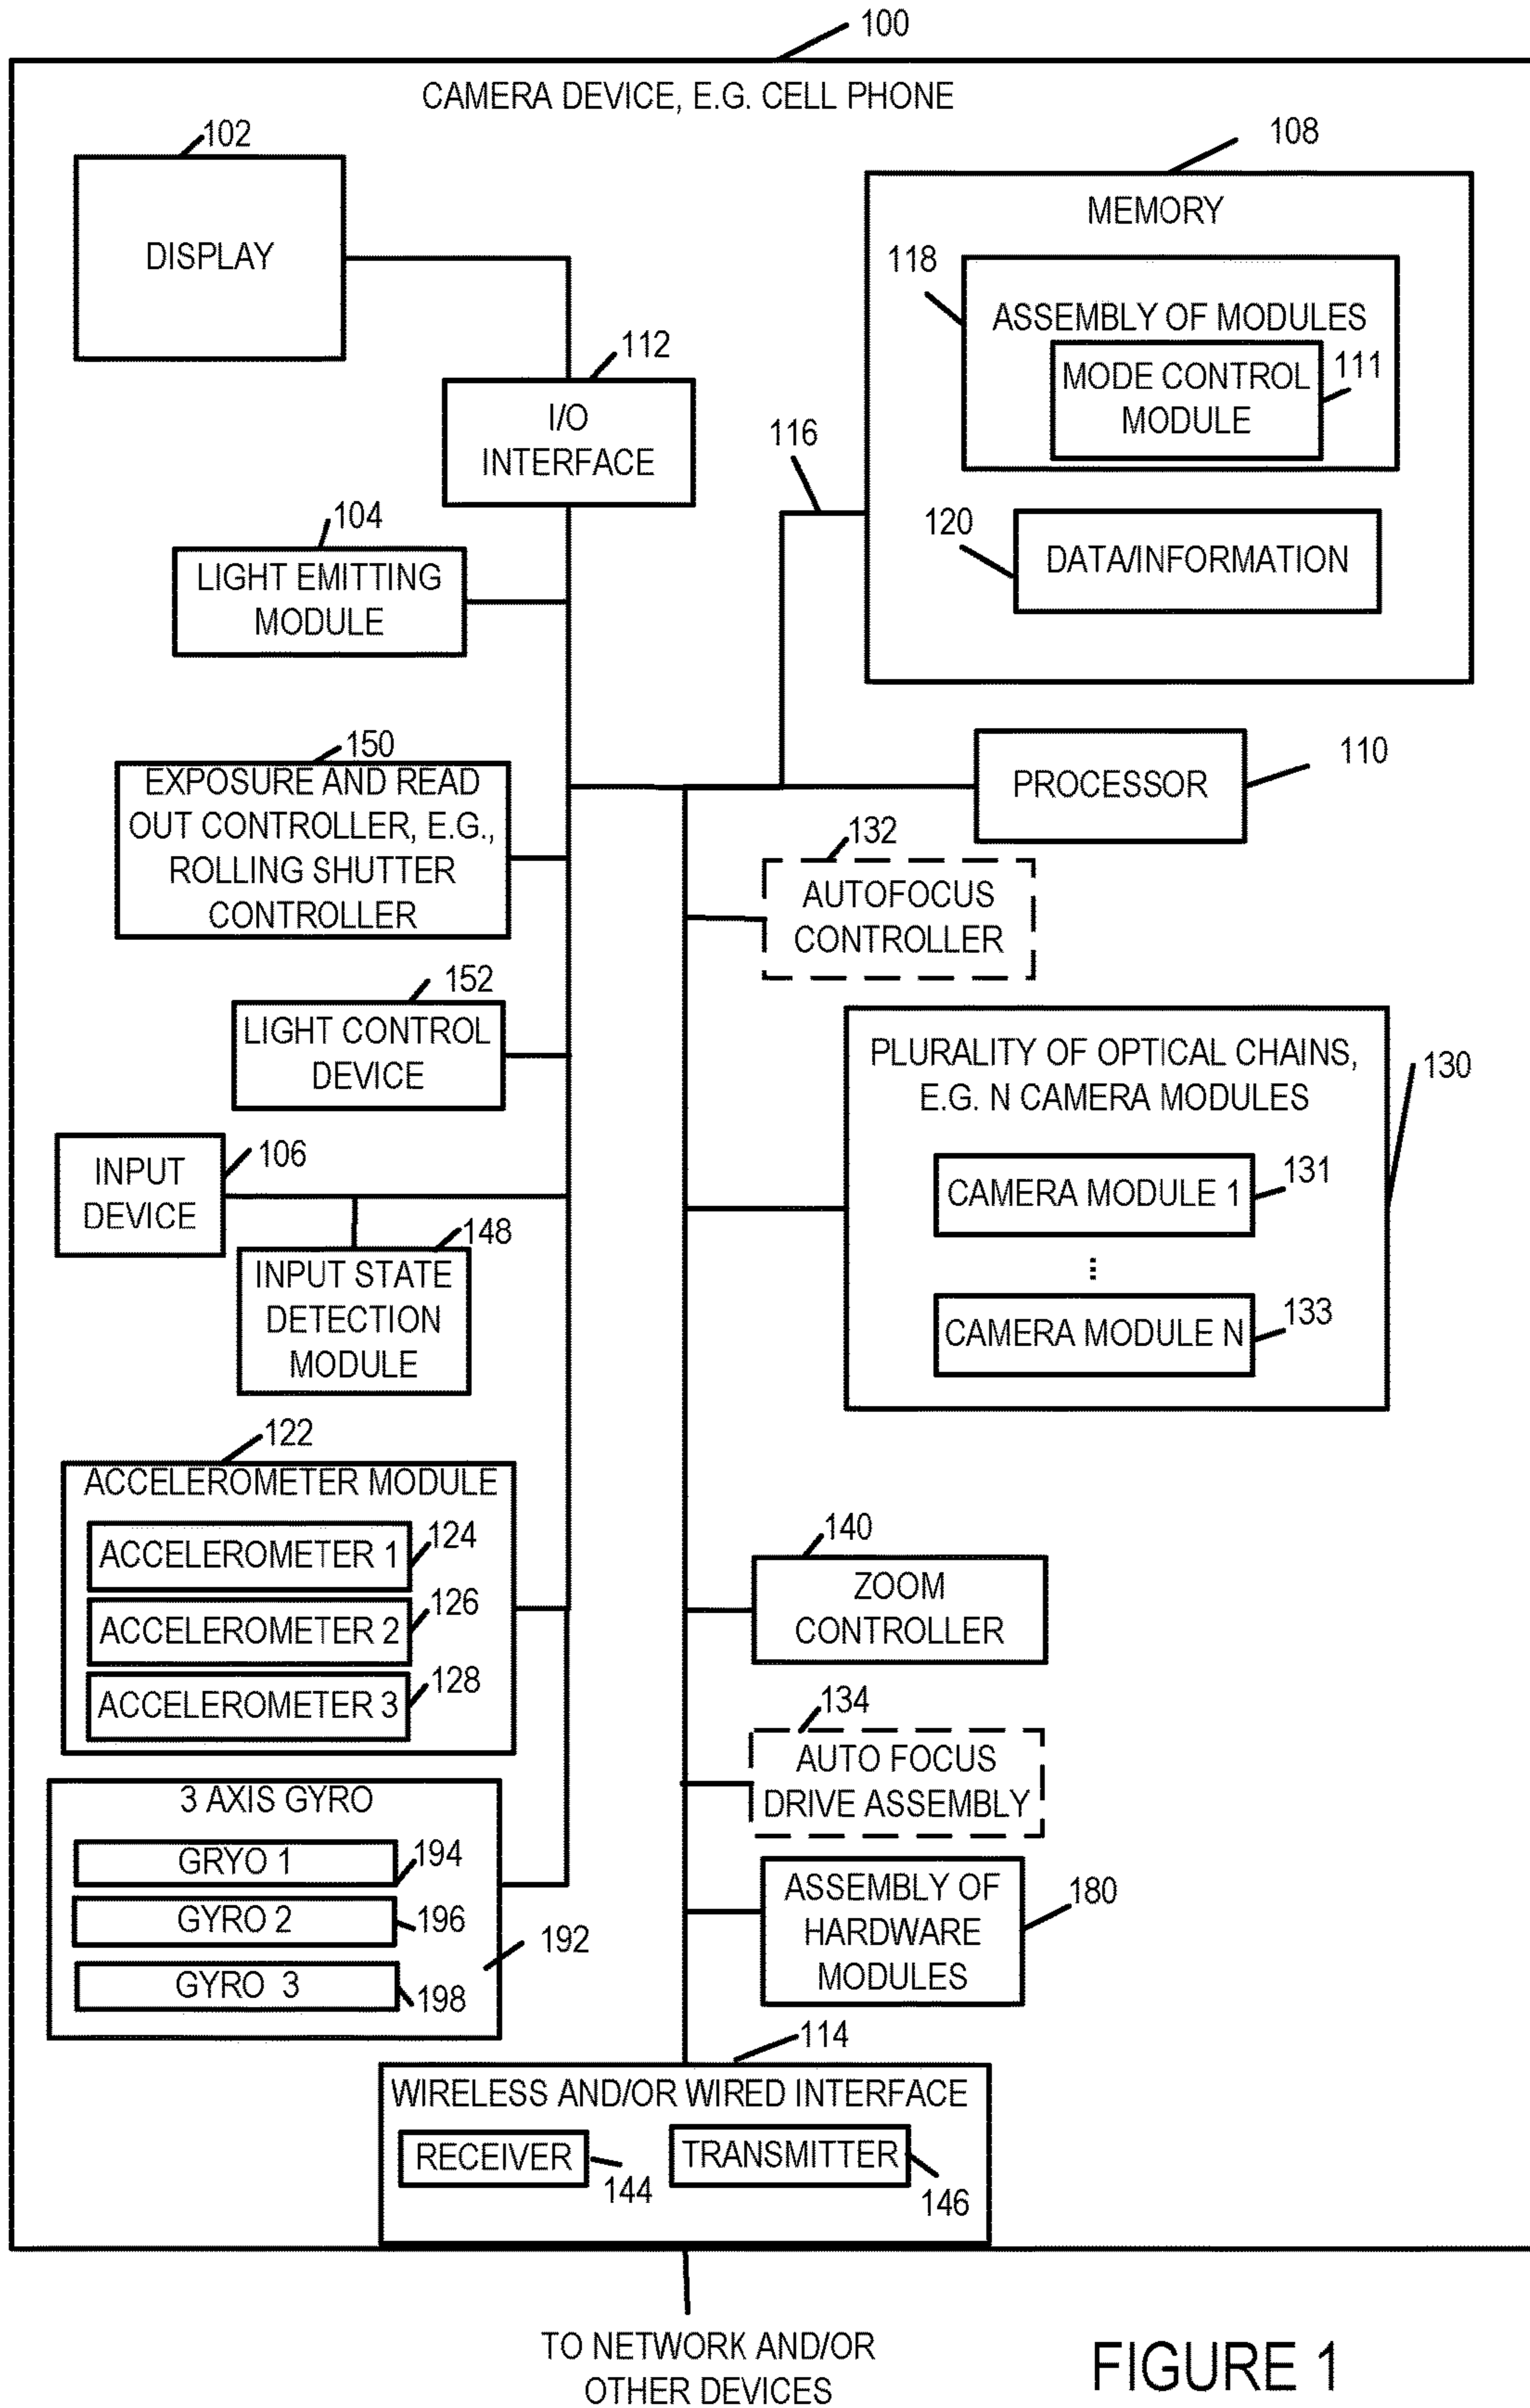 100
CAMERA DEVICE, E.G. CELL PHONE
102
DISPLAY
108
MEMORY
118
ASSEMBLY OF MODULES
MODE CONTROL
MODULE
111
112
I/O
INTERFACE
116
120
DATA/INFORMATION
104
LIGHT EMITTING
MODULE
150
EXPOSURE AND READ
OUT CONTROLLER, E.G.,
ROLLING SHUTTER
CONTROLLER
PROCESSOR
110
132
AUTOFOCUS
CONTROLLER
152
LIGHT CONTROL
DEVICE
PLURALITY OF OPTICAL CHAINS,
E.G. N CAMERA MODULES
130
CAMERA MODULE 1
131
...
CAMERA MODULE N
133
INPUT
DEVICE
106
148
INPUT STATE
DETECTION
MODULE
122
ACCELEROMETER MODULE
ACCELEROMETER 1
124
ACCELEROMETER 2
126
ACCELEROMETER 3
128
140
ZOOM
CONTROLLER
134
AUTO FOCUS
DRIVE ASSEMBLY
3 AXIS GYRO
GRYO 1
194
GYRO 2
196
GYRO 3
198
192
ASSEMBLY OF
HARDWARE
MODULES
180
114
WIRELESS AND/OR WIRED INTERFACE
RECEIVER
144
TRANSMITTER
146
TO NETWORK AND/OR
OTHER DEVICES
FIGURE 1